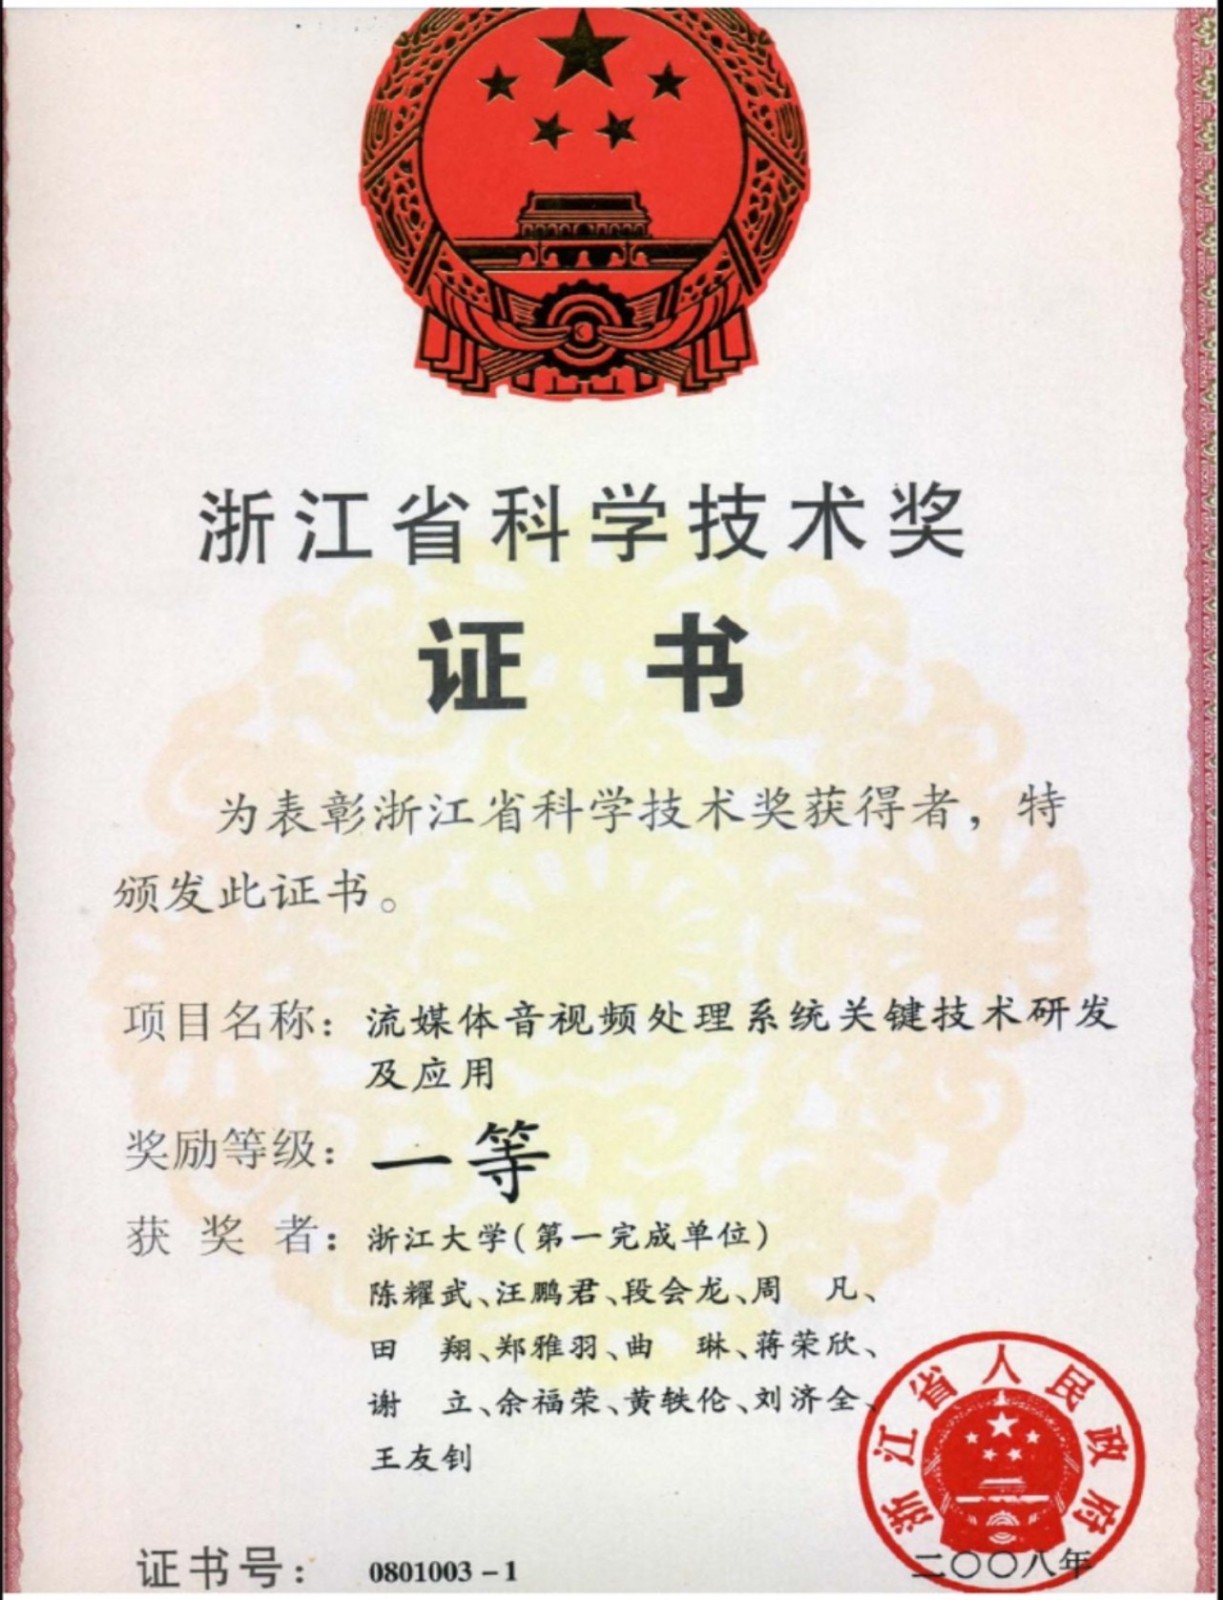 浙江省科学技术奖
证 书
为表彰浙江省科学技术奖获得者，特
颁发此证书。
项目名称：流媒体音视频处理系统关键技术研发
及应用
奖励等级：一等
获 奖 者：浙江大学(第一完成单位)
陈耀武、汪鹏君、段会龙、周 凡、
田 翔、郑雅羽、曲 琳、蒋荣欣、
谢 立、余福荣、黄轶伦、刘济全、
王友钊
浙江省人民政府
二〇〇八年
证书号：0801003-1